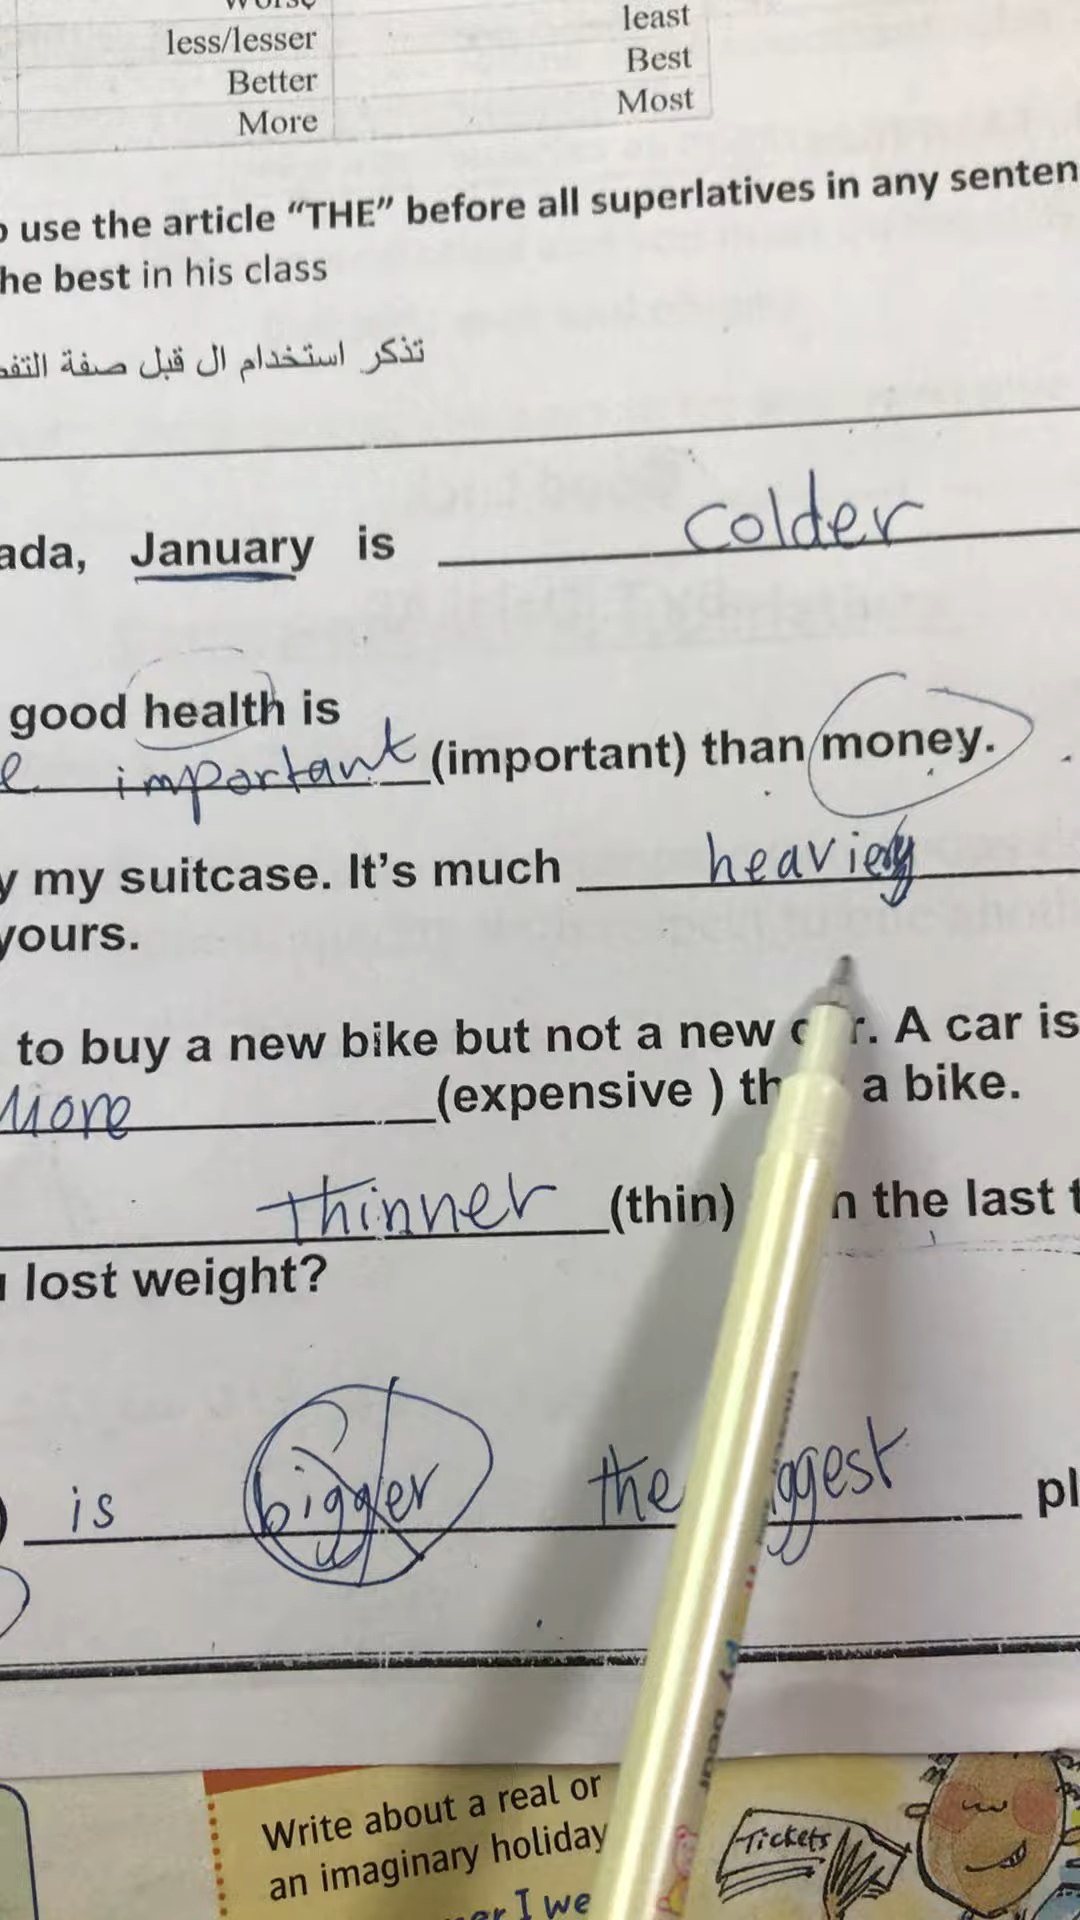 less/lesser least
Better Best
More Most
use the article “THE” before all superlatives in any senten
he best in his class
تذكر استخدام ال قبل صفة التف
ada, January is colder
good health is
e important (important) than money.
y my suitcase. It's much heavier
yours.
to buy a new bike but not a new r. A car is
More (expensive ) th a bike.
thinner (thin) n the last t
lost weight?
is bigger the ggest pl
Write about a real or
an imaginary holiday
er I we
Tickets